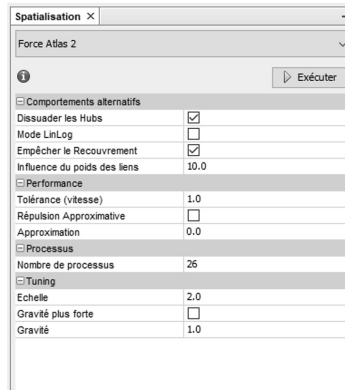 Spatialisation
Force Atlas 2
Exécuter
Comportements alternatifs
Dissuader les Hubs
Mode LinLog
Empêcher le Recouvrement
Influence du poids des liens 10.0
Performance
Tolérance (vitesse) 1.0
Répulsion Approximative
Approximation 0.0
Processus
Nombre de processus 26
Tuning
Echelle 2.0
Gravité plus forte
Gravité 1.0